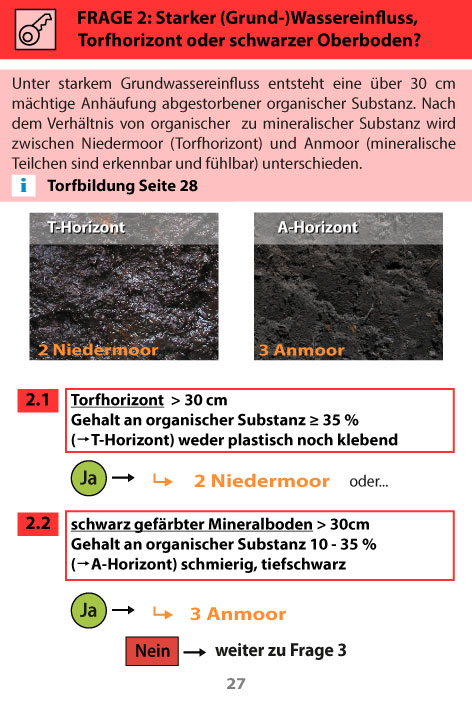 FRAGE 2: Starker (Grund-)Wassereinfluss,
Torfhorizont oder schwarzer Oberboden?
Unter starkem Grundwassereinfluss entsteht eine über 30 cm
mächtige Anhäufung abgestorbener organischer Substanz. Nach
dem Verhältnis von organischer zu mineralischer Substanz wird
zwischen Niedermoor (Torfhorizont) und Anmoor (mineralische
Teilchen sind erkennbar und fühlbar) unterschieden.
i Torfbildung Seite 28
T-Horizont
2 Niedermoor
A-Horizont
3 Anmoor
2.1 Torfhorizont > 30 cm
Gehalt an organischer Substanz ≥ 35 %
(→T-Horizont) weder plastisch noch klebend
Ja → ↳ 2 Niedermoor oder...
2.2 schwarz gefärbter Mineralboden > 30cm
Gehalt an organischer Substanz 10 - 35 %
(→A-Horizont) schmierig, tiefschwarz
Ja → ↳ 3 Anmoor
Nein → weiter zu Frage 3
27